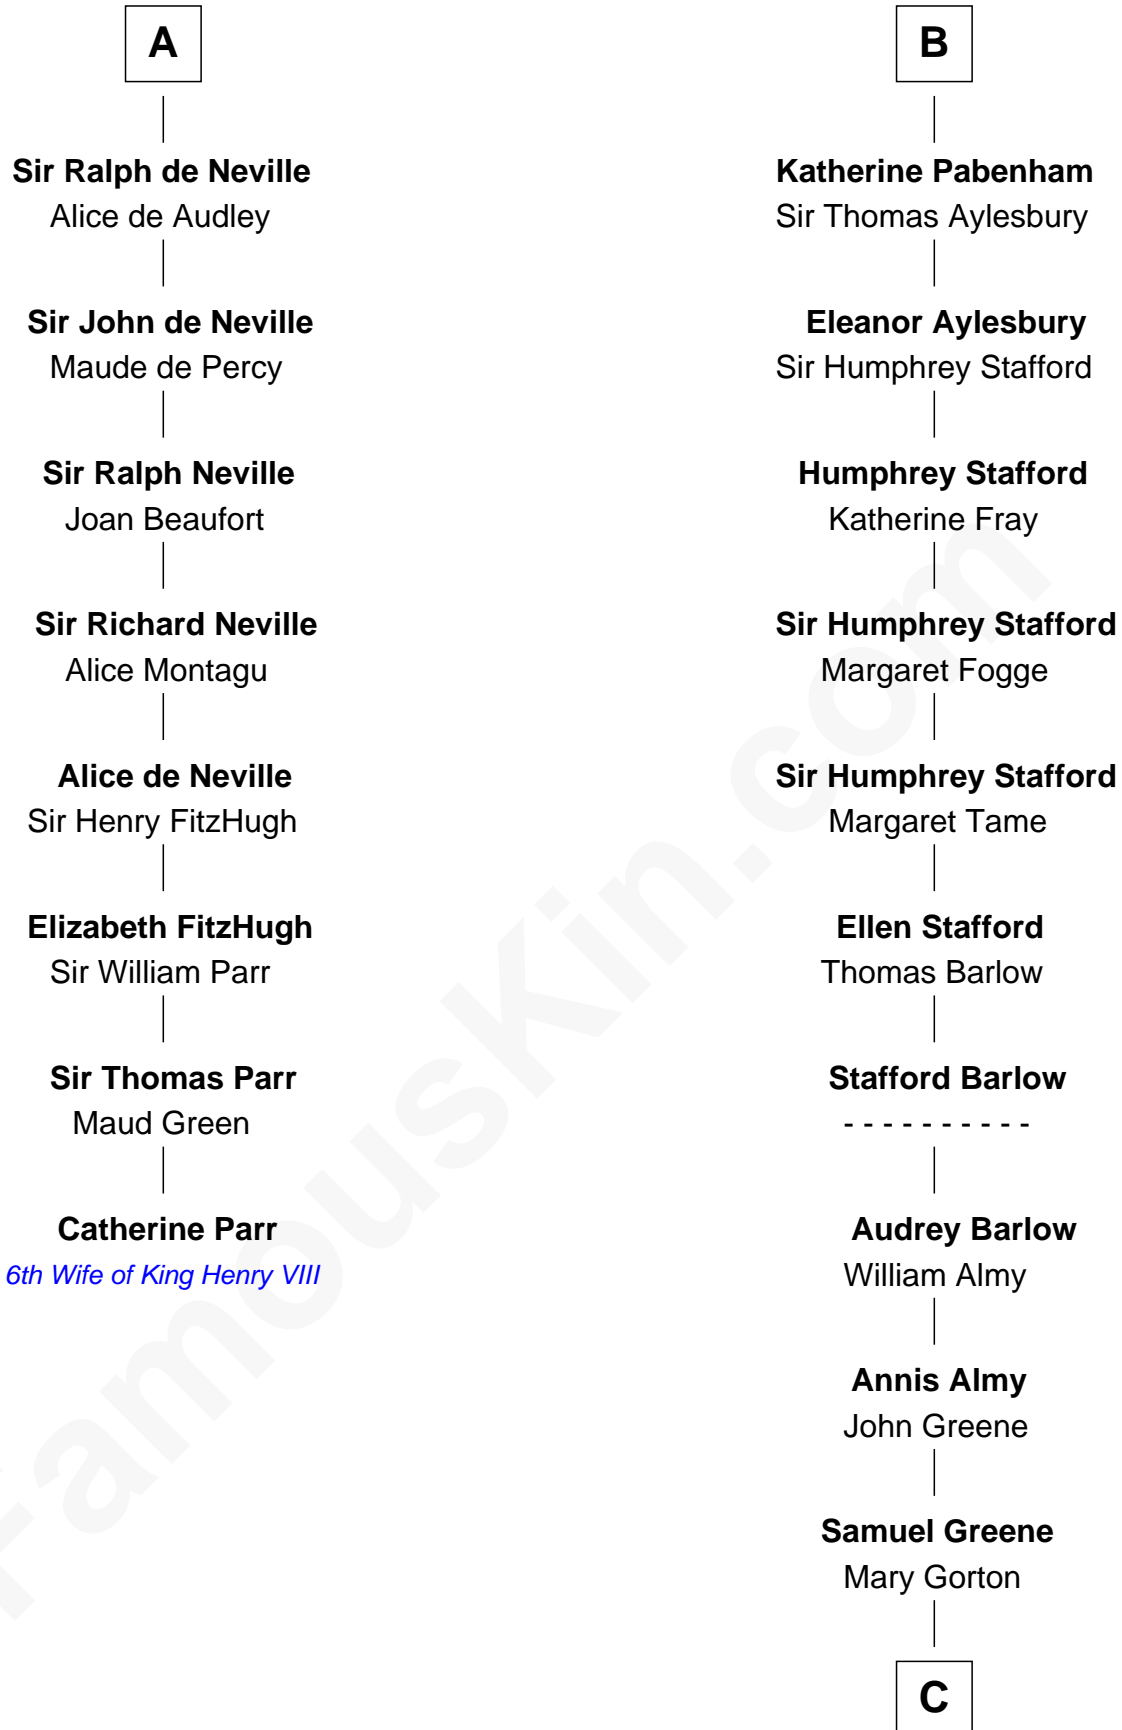 A
Sir Ralph de Neville
Alice de Audley
Sir John de Neville
Maude de Percy
Sir Ralph Neville
Joan Beaufort
Sir Richard Neville
Alice Montagu
Alice de Neville
Sir Henry FitzHugh
Elizabeth FitzHugh
Sir William Parr
Sir Thomas Parr
Maud Green
Catherine Parr
6th Wife of King Henry VIII
B
Katherine Pabenham
Sir Thomas Aylesbury
Eleanor Aylesbury
Sir Humphrey Stafford
Humphrey Stafford
Katherine Fray
Sir Humphrey Stafford
Margaret Fogge
Sir Humphrey Stafford
Margaret Tame
Ellen Stafford
Thomas Barlow
Stafford Barlow
- - - - - - - - - -
Audrey Barlow
William Almy
Annis Almy
John Greene
Samuel Greene
Mary Gorton
C
FamousKin.com